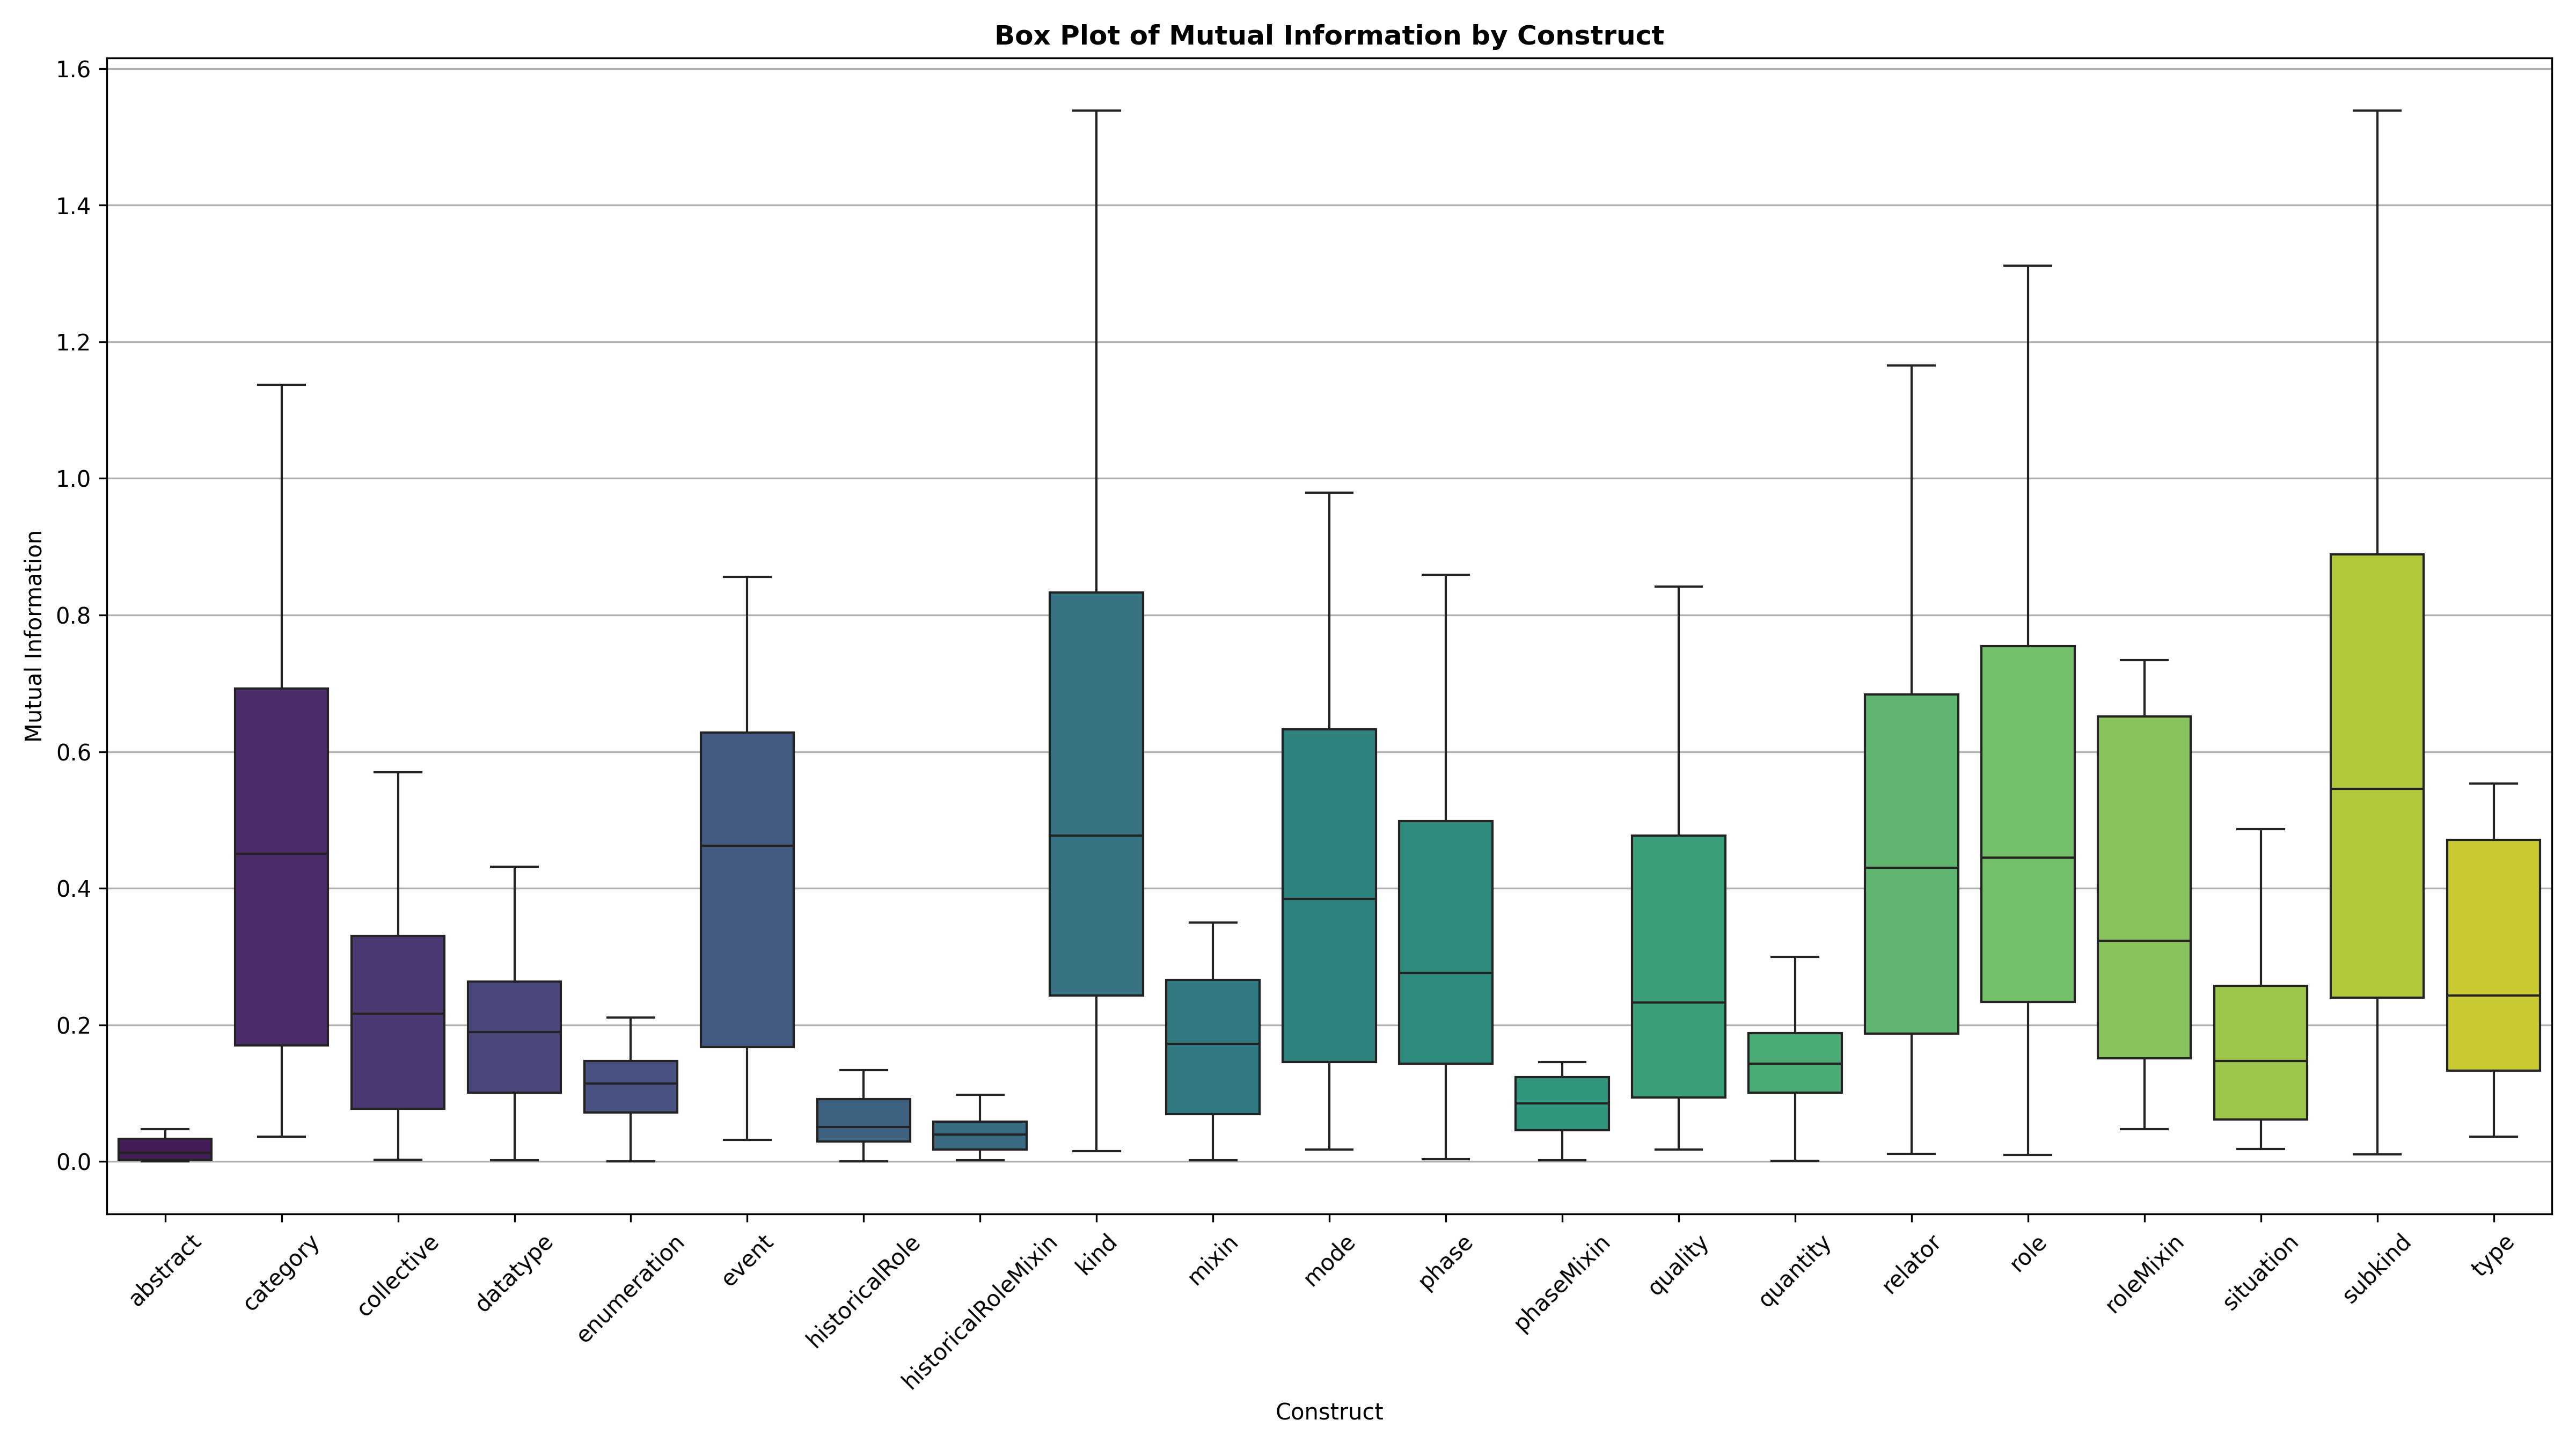 Box Plot of Mutual Information by Construct
1.6
1.4
1.2
1.0
0.8
0.6
0.4
0.2
0.0
Mutual Information
abstract
category
collective
datatype
enumeration
event
historicalRole
historicalRoleMixin
kind
mixin
mode
phase
phaseMixin
quality
quantity
relator
role
roleMixin
situation
subkind
type
Construct